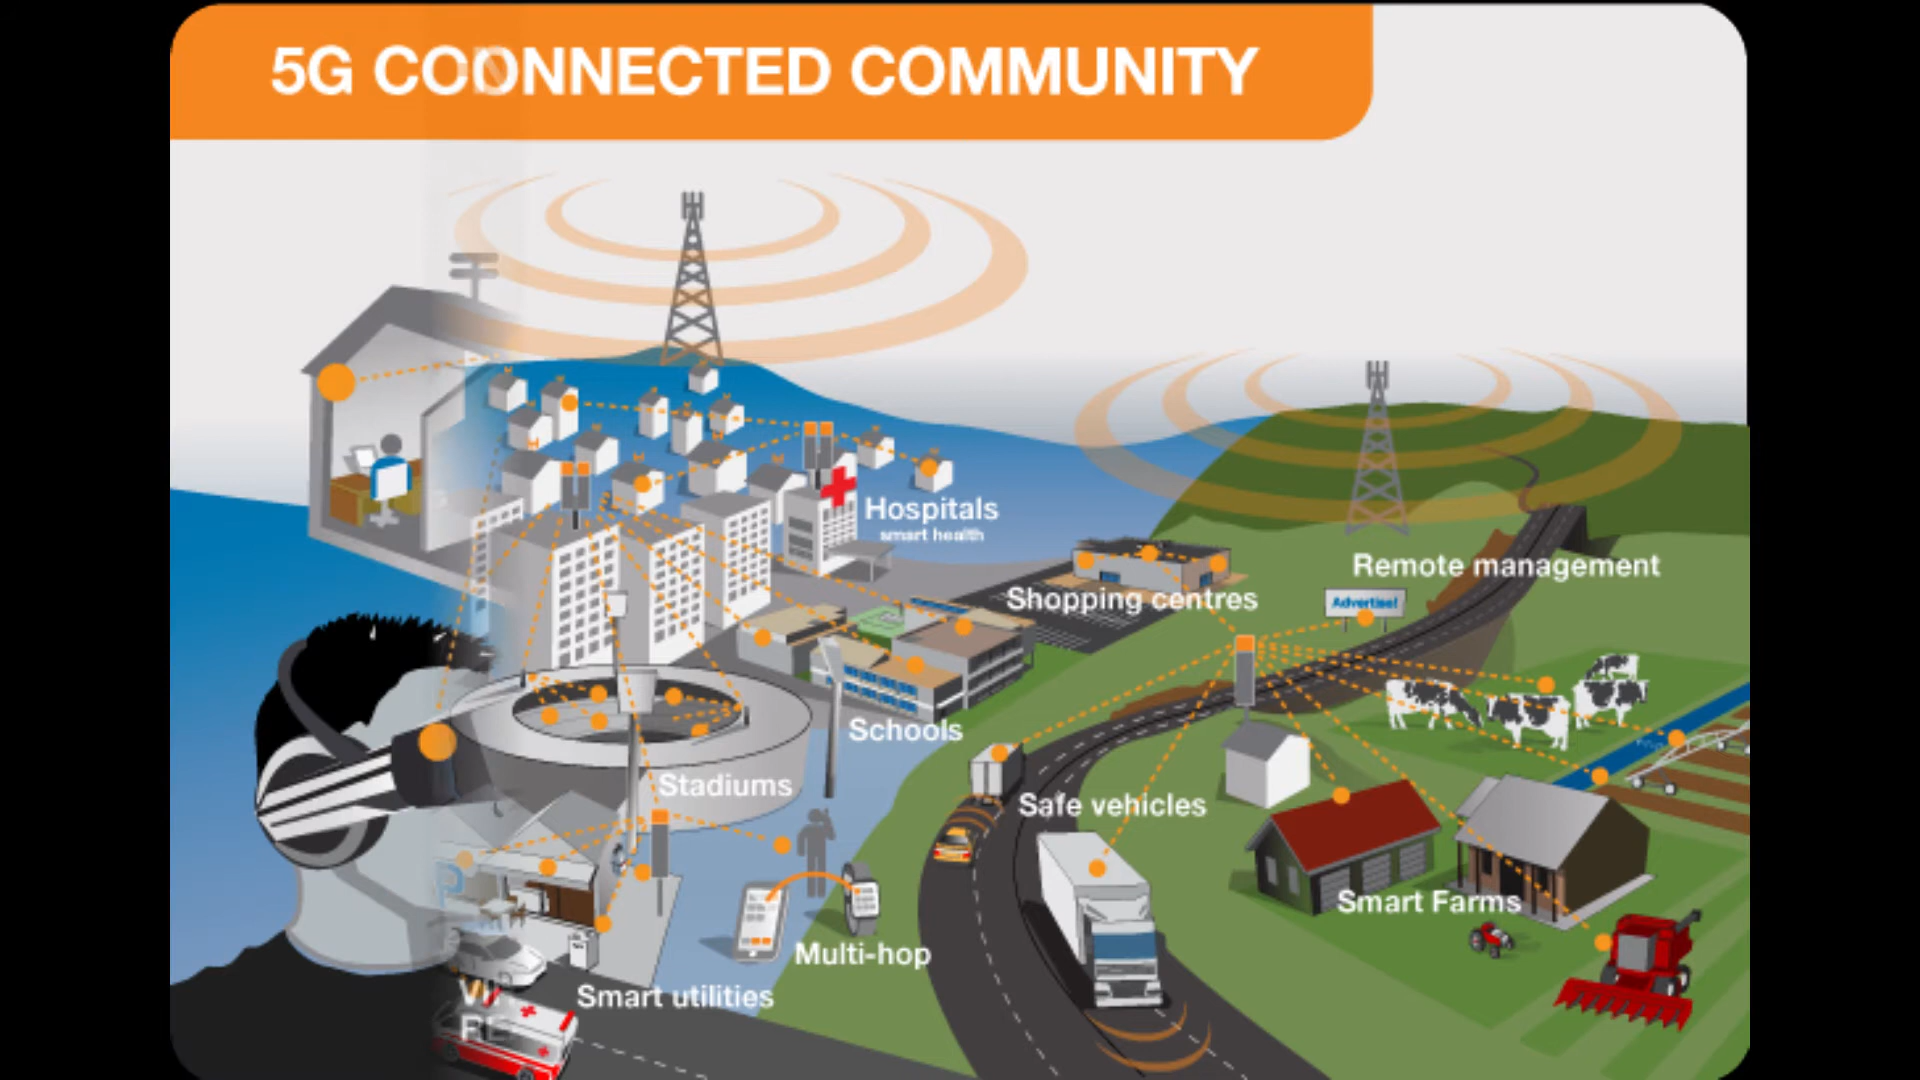 5G COONNECTED COMMUNITY
Hospitals
smart health
Remote management
Shopping centres
Advertise!
Schools
Stadiums
Safe vehicles
Smart Farms
Multi-hop
Smart utilities